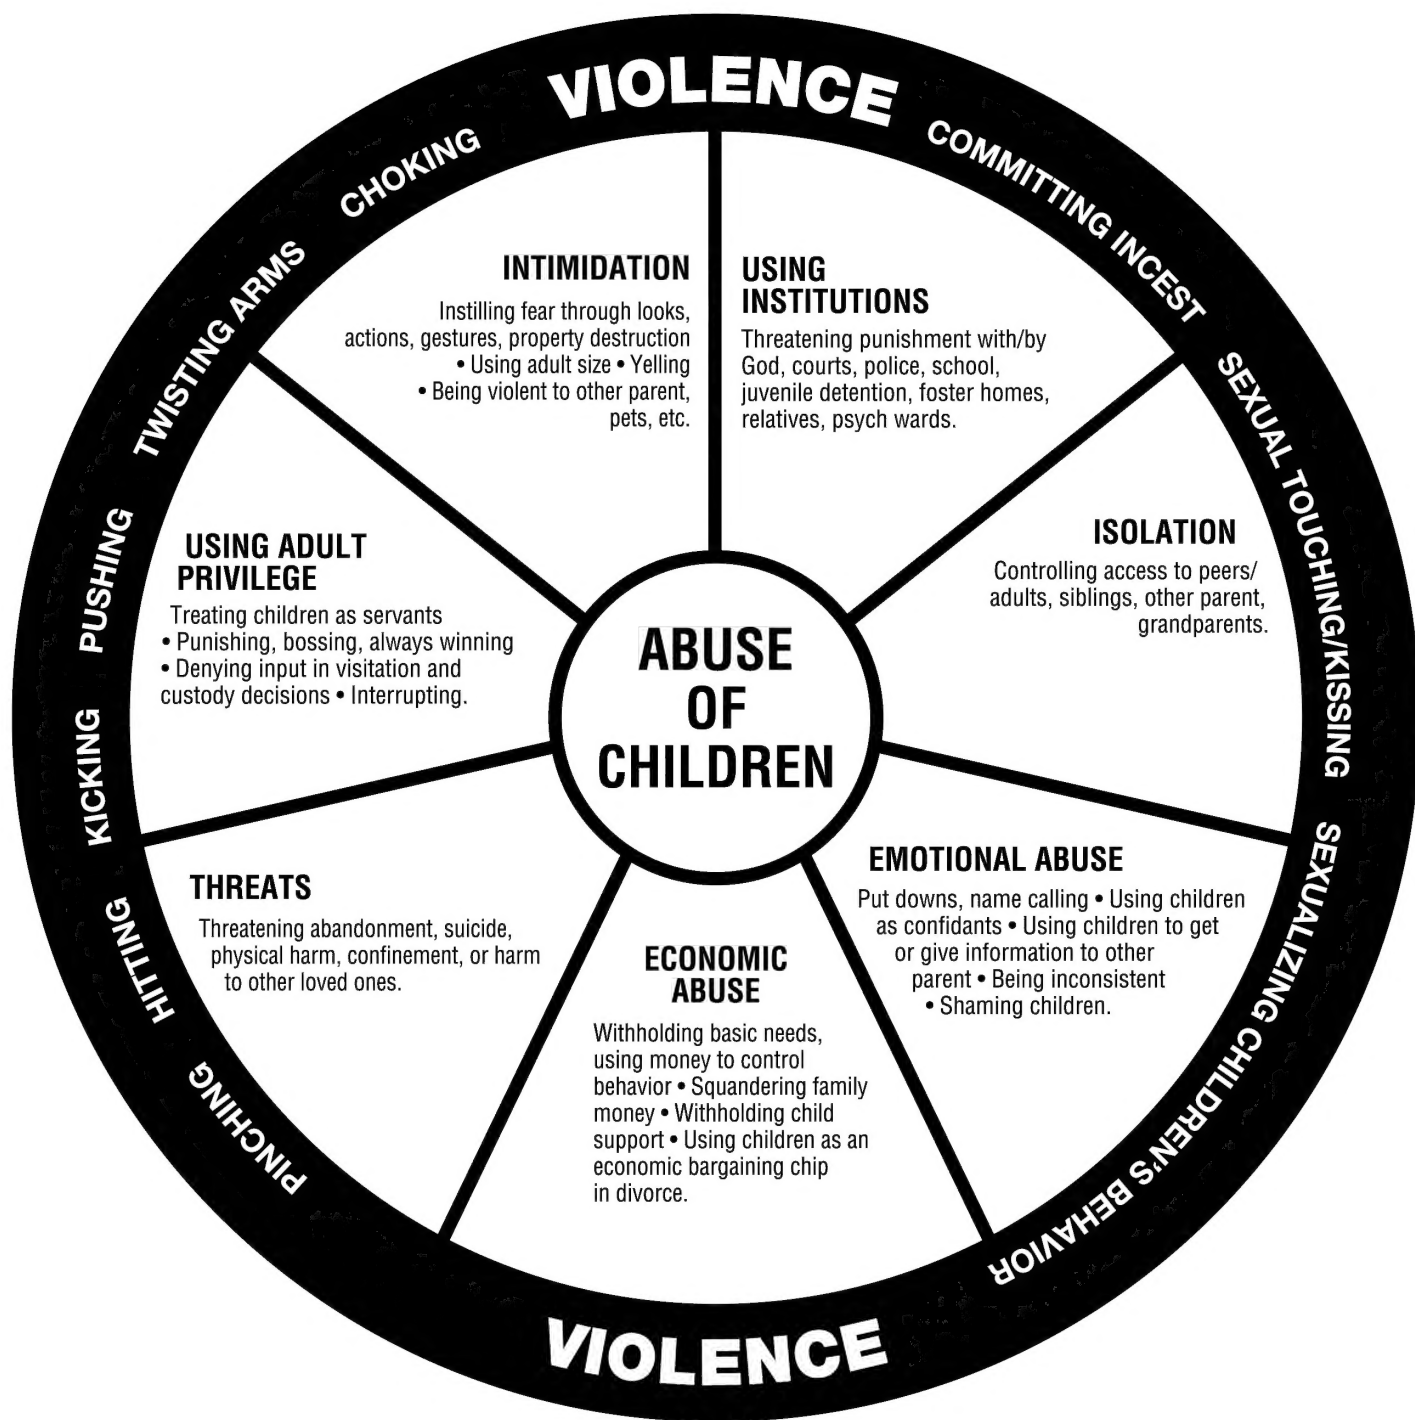 VIOLENCE
COMMITTING INCEST
SEXUAL TOUCHING/KISSING
SEXUALIZING CHILDREN'S BEHAVIOR
VIOLENCE
PINCHING
HITTING
KICKING
PUSHING
TWISTING ARMS
CHOKING
ABUSE
OF
CHILDREN
INTIMIDATION
Instilling fear through looks,
actions, gestures, property destruction
• Using adult size • Yelling
• Being violent to other parent,
pets, etc.
USING
INSTITUTIONS
Threatening punishment with/by
God, courts, police, school,
juvenile detention, foster homes,
relatives, psych wards.
ISOLATION
Controlling access to peers/
adults, siblings, other parent,
grandparents.
EMOTIONAL ABUSE
Put downs, name calling • Using children
as confidants • Using children to get
or give information to other
parent • Being inconsistent
• Shaming children.
ECONOMIC
ABUSE
Withholding basic needs,
using money to control
behavior • Squandering family
money • Withholding child
support • Using children as an
economic bargaining chip
in divorce.
THREATS
Threatening abandonment, suicide,
physical harm, confinement, or harm
to other loved ones.
USING ADULT
PRIVILEGE
Treating children as servants
• Punishing, bossing, always winning
• Denying input in visitation and
custody decisions • Interrupting.